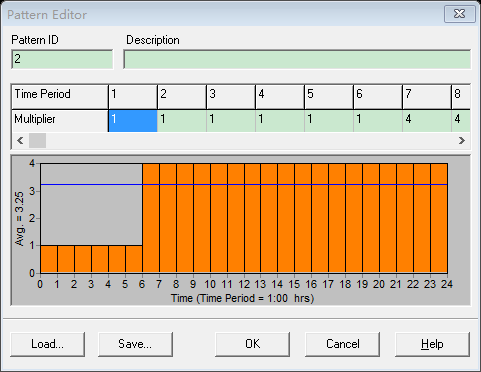 Pattern Editor
Pattern ID Description
2
Time Period 1 2 3 4 5 6 7 8
Multiplier 1 1 1 1 1 1 4 4
Avg. = 3.25
4
3
2
1
0
0 1 2 3 4 5 6 7 8 9 10 11 12 13 14 15 16 17 18 19 20 21 22 23 24
Time (Time Period = 1:00 hrs)
Load... Save... OK Cancel Help